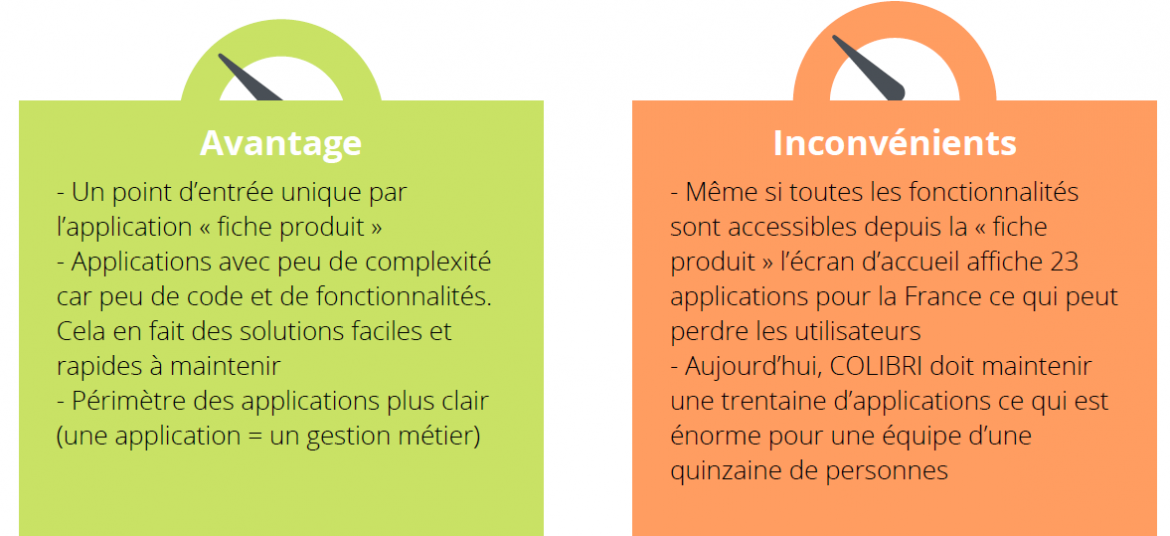 Avantage
- Un point d’entrée unique par
l’application « fiche produit »
- Applications avec peu de complexité
car peu de code et de fonctionnalités.
Cela en fait des solutions faciles et
rapides à maintenir
- Périmètre des applications plus clair
(une application = un gestion métier)
Inconvénients
- Même si toutes les fonctionnalités
sont accessibles depuis la « fiche
produit » l’écran d’accueil affiche 23
applications pour la France ce qui peut
perdre les utilisateurs
- Aujourd’hui, COLIBRI doit maintenir
une trentaine d’applications ce qui est
énorme pour une équipe d’une
quinzaine de personnes